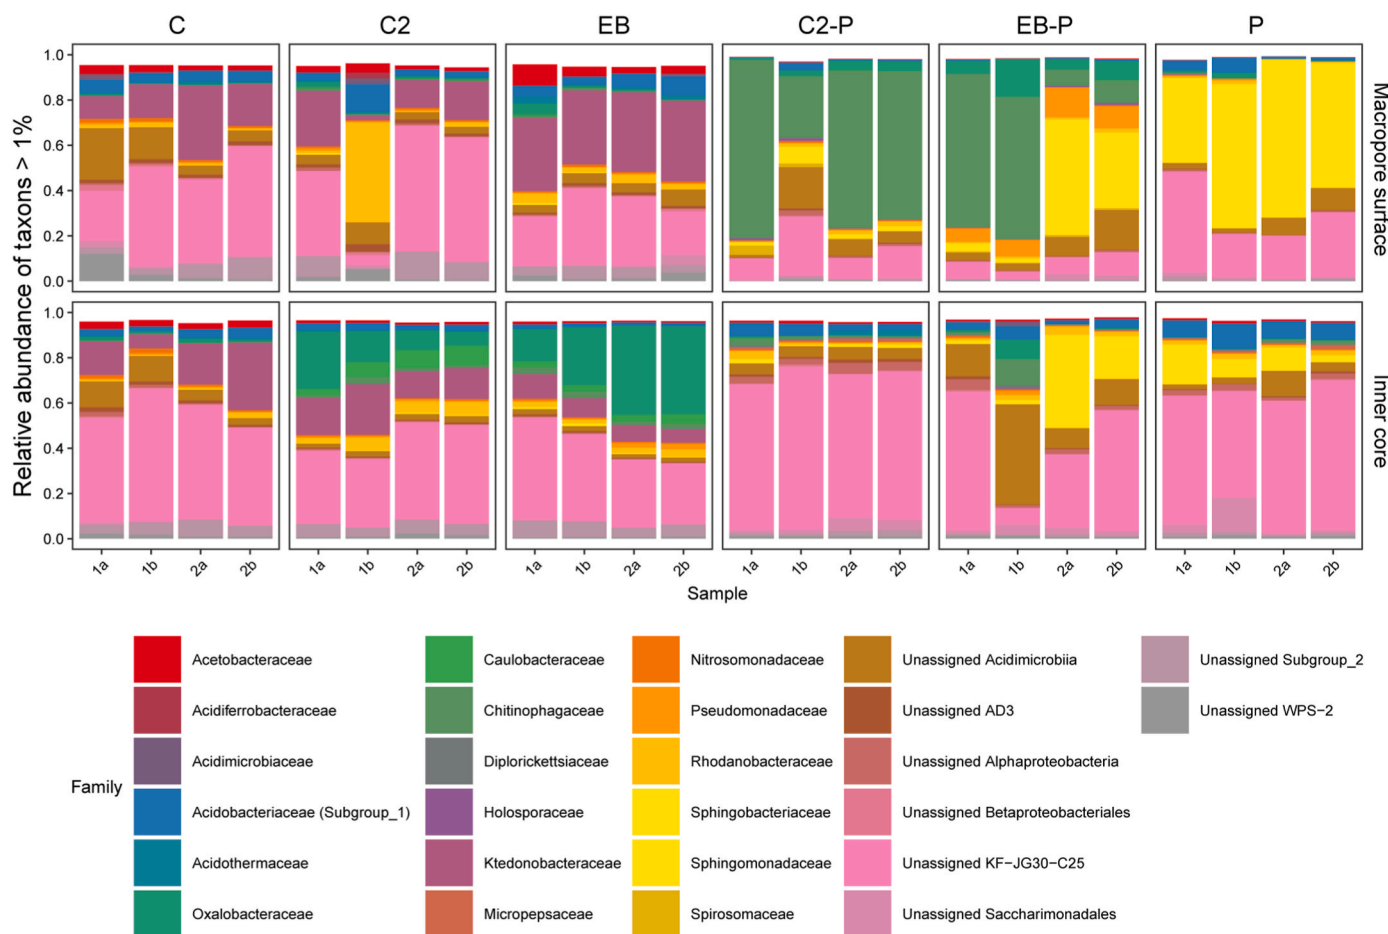 C C2 EB C2-P EB-P P
Relative abundance of taxons > 1%
1.0
0.8
0.6
0.4
0.2
0.0
Macropore surface
1.0
0.8
0.6
0.4
0.2
0.0
Inner core
1a 1b 2a 2b 1a 1b 2a 2b 1a 1b 2a 2b 1a 1b 2a 2b 1a 1b 2a 2b 1a 1b 2a 2b
Sample
Family
Acetobacteraceae
Acidiferrobacteraceae
Acidimicrobiaceae
Acidobacteriaceae (Subgroup_1)
Acidothermaceae
Oxalobacteraceae
Caulobacteraceae
Chitinophagaceae
Diplorickettsiaceae
Holosporaceae
Ktedonobacteraceae
Micropepsaceae
Nitrosomonadaceae
Pseudomonadaceae
Rhodanobacteraceae
Sphingobacteriaceae
Sphingomonadaceae
Spirosomaceae
Unassigned Acidimicrobiia
Unassigned AD3
Unassigned Alphaproteobacteria
Unassigned Betaproteobacteriales
Unassigned KF−JG30−C25
Unassigned Saccharimonadales
Unassigned Subgroup_2
Unassigned WPS−2